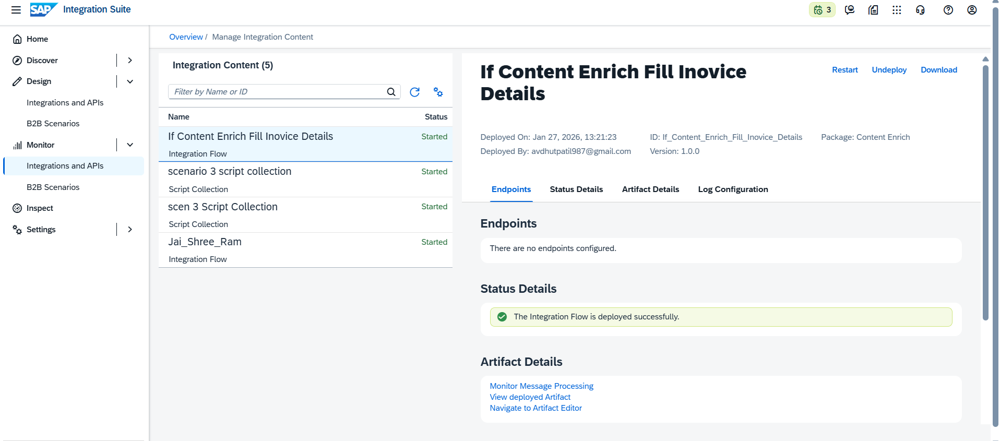 SAP Integration Suite
3
Home
Discover
Design
Integrations and APIs
B2B Scenarios
Monitor
Integrations and APIs
B2B Scenarios
Inspect
Settings
Overview / Manage Integration Content
Integration Content (5)
Filter by Name or ID
Name Status
If Content Enrich Fill Inovice Details Started
Integration Flow
scenario 3 script collection Started
Script Collection
scen 3 Script Collection Started
Script Collection
Jai_Shree_Ram Started
Integration Flow
If Content Enrich Fill Inovice
Details
Restart Undeploy Download
Deployed On: Jan 27, 2026, 13:21:23 ID: If_Content_Enrich_Fill_Inovice_Details Package: Content Enrich
Deployed By: avdhutpatil987@gmail.com Version: 1.0.0
Endpoints Status Details Artifact Details Log Configuration
Endpoints
There are no endpoints configured.
Status Details
The Integration Flow is deployed successfully.
Artifact Details
Monitor Message Processing
View deployed Artifact
Navigate to Artifact Editor